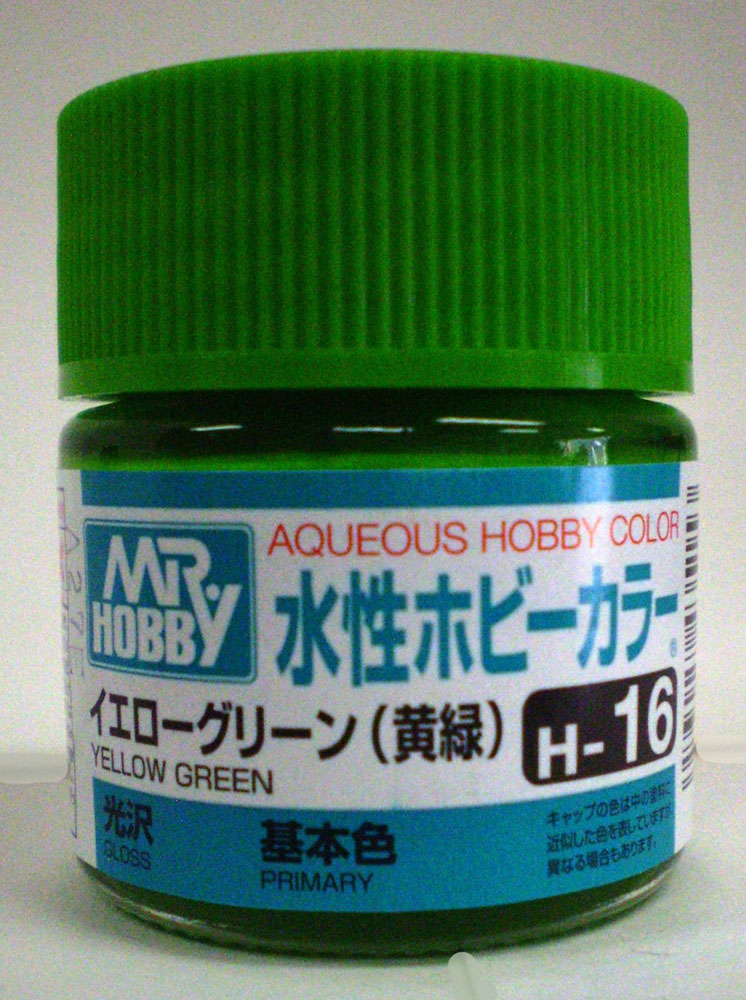 AQUEOUS HOBBY COLOR
MR HOBBY
水性ホビーカラー®
イエローグリーン(黄緑)
YELLOW GREEN
H-16
光沢
GLOSS
基本色
PRIMARY
キャップの色は中の塗料に
近似した色を表していますが、
異なる場合もあります。